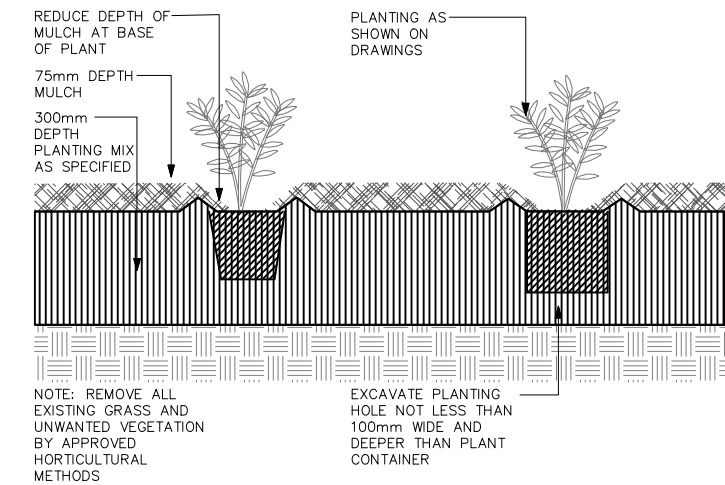 REDUCE DEPTH OF
MULCH AT BASE
OF PLANT
75mm DEPTH
MULCH
300mm
DEPTH
PLANTING MIX
AS SPECIFIED
PLANTING AS
SHOWN ON
DRAWINGS
NOTE: REMOVE ALL
EXISTING GRASS AND
UNWANTED VEGETATION
BY APPROVED
HORTICULTURAL
METHODS
EXCAVATE PLANTING
HOLE NOT LESS THAN
100mm WIDE AND
DEEPER THAN PLANT
CONTAINER